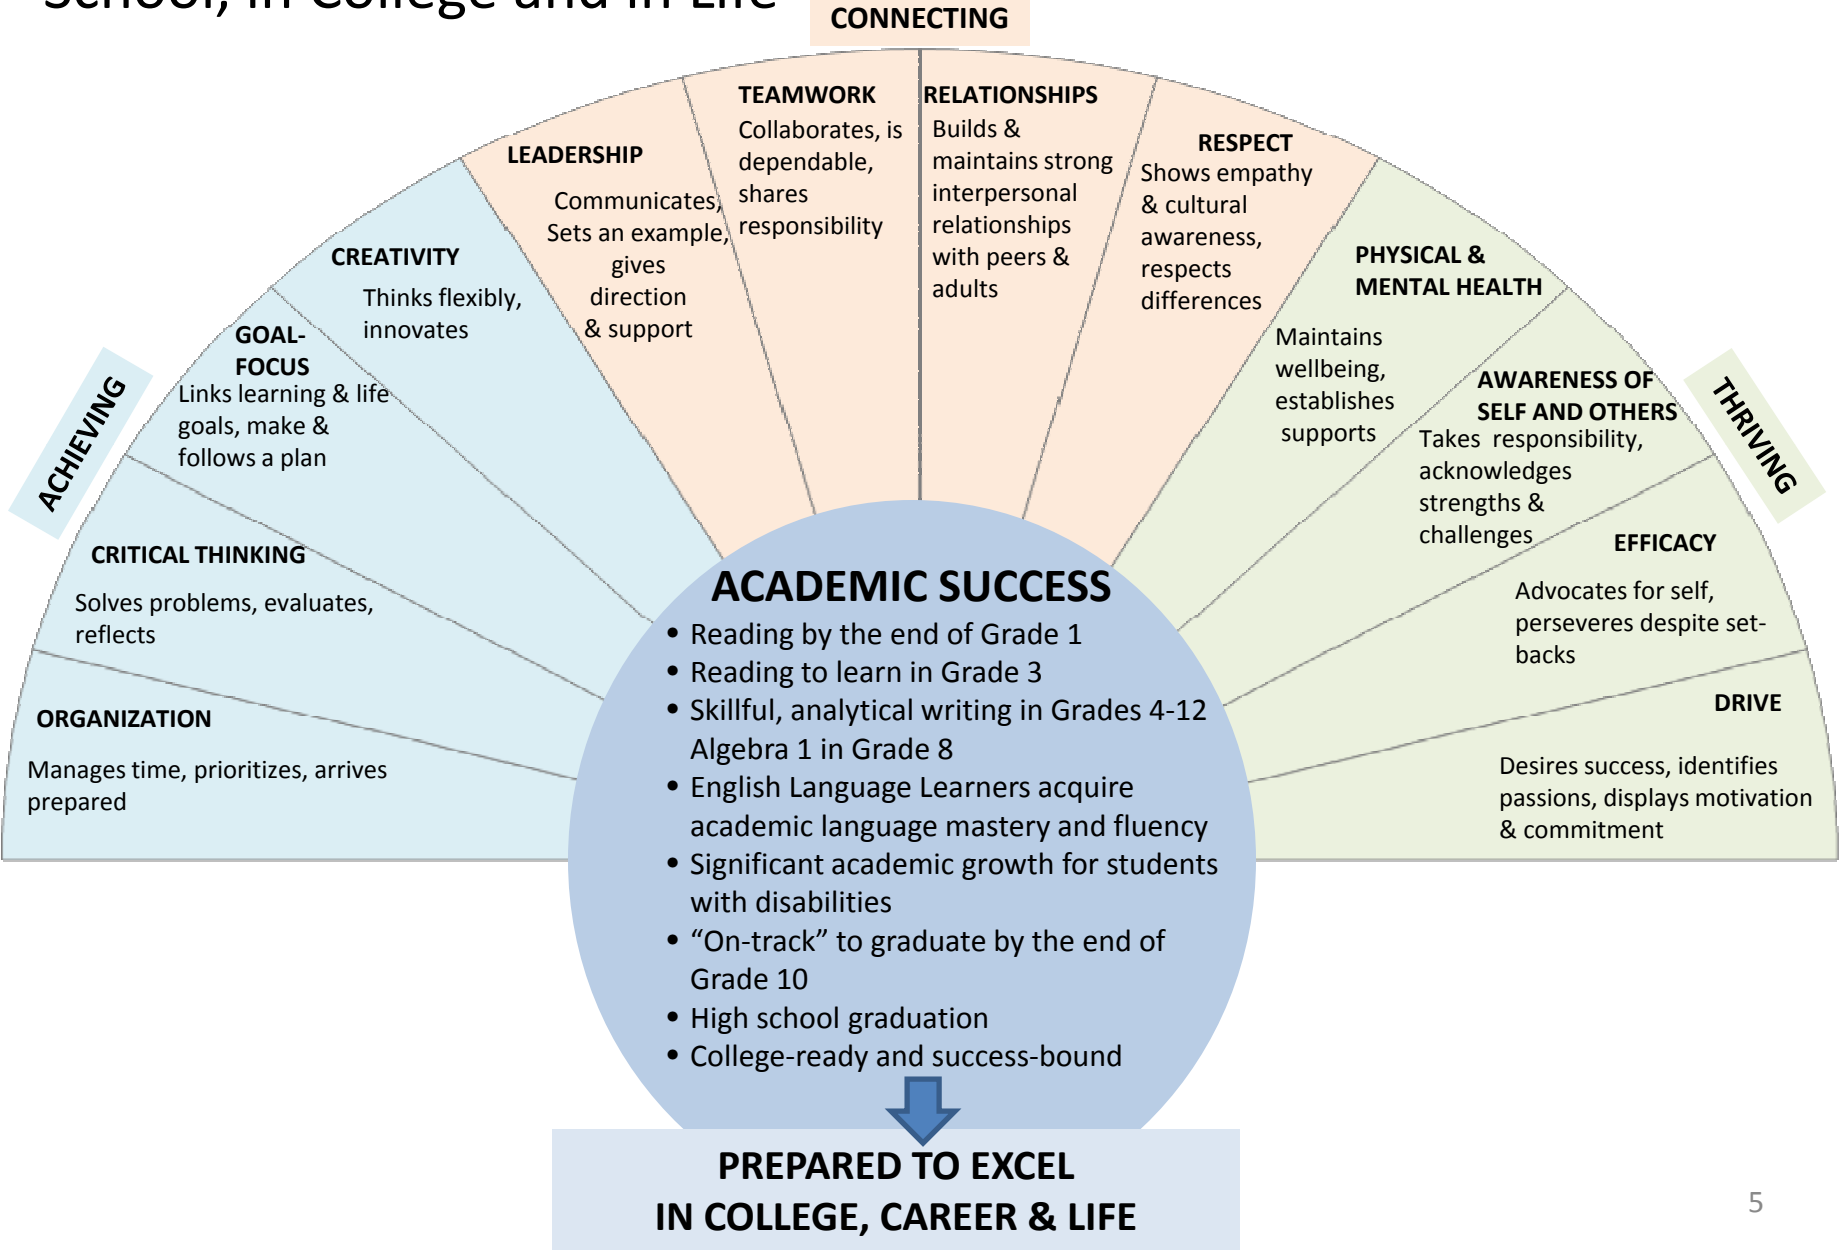 School, in College and in Life
CONNECTING
ACHIEVING
ORGANIZATION
Manages time, prioritizes, arrives
prepared
CRITICAL THINKING
Solves problems, evaluates,
reflects
GOAL-
FOCUS
Links learning & life
goals, make &
follows a plan
CREATIVITY
Thinks flexibly,
innovates
LEADERSHIP
Communicates,
Sets an example,
gives
direction
& support
TEAMWORK
Collaborates, is
dependable,
shares
responsibility
RELATIONSHIPS
Builds &
maintains strong
interpersonal
relationships
with peers &
adults
RESPECT
Shows empathy
& cultural
awareness,
respects
differences
THRIVING
PHYSICAL &
MENTAL HEALTH
Maintains
wellbeing,
establishes
supports
AWARENESS OF
SELF AND OTHERS
Takes responsibility,
acknowledges
strengths &
challenges
EFFICACY
Advocates for self,
perseveres despite set-
backs
DRIVE
Desires success, identifies
passions, displays motivation
& commitment
ACADEMIC SUCCESS
• Reading by the end of Grade 1
• Reading to learn in Grade 3
• Skillful, analytical writing in Grades 4-12
Algebra 1 in Grade 8
• English Language Learners acquire
academic language mastery and fluency
• Significant academic growth for students
with disabilities
• “On-track” to graduate by the end of
Grade 10
• High school graduation
• College-ready and success-bound
PREPARED TO EXCEL
IN COLLEGE, CAREER & LIFE
5